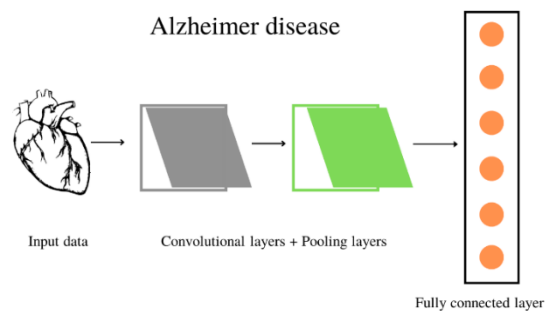 Alzheimer disease
Input data
Convolutional layers + Pooling layers
Fully connected layer